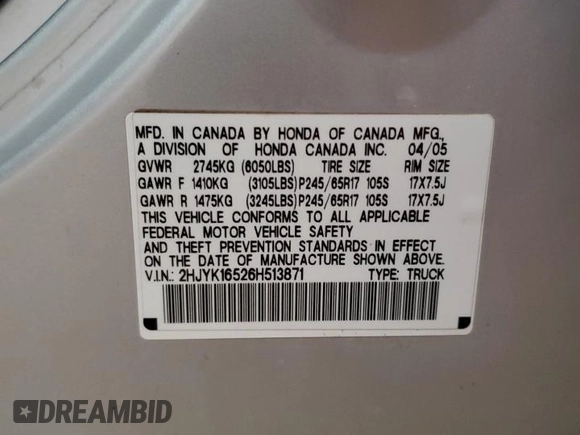 MFD. IN CANADA BY HONDA OF CANADA MFG.,
A DIVISION OF HONDA CANADA INC. 04/05
GVWR 2745KG (6050LBS) TIRE SIZE RIM SIZE
GAWR F 1410KG (3105LBS)P245/65R17 105S 17X7.5J
GAWR R 1475KG (3245LBS)P245/65R17 105S 17X7.5J
THIS VEHICLE CONFORMS TO ALL APPLICABLE
FEDERAL MOTOR VEHICLE SAFETY
AND THEFT PREVENTION STANDARDS IN EFFECT
ON THE DATE OF MANUFACTURE SHOWN ABOVE.
V.I.N.: 2HJYK16526H513871 TYPE: TRUCK
DREAMBID